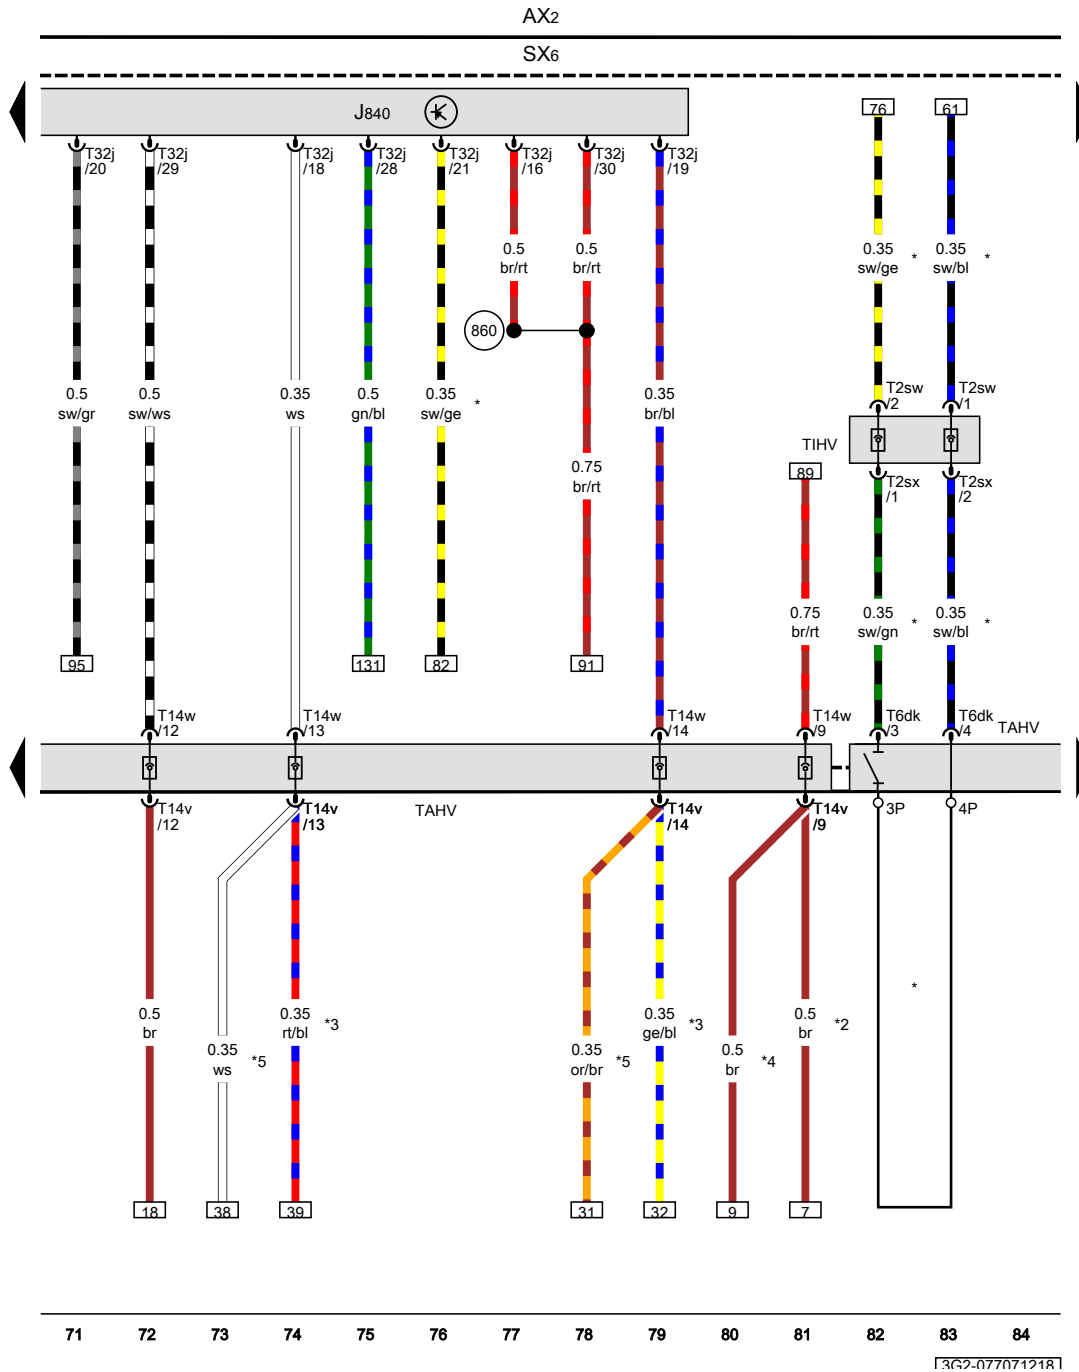 AX2
SX6
J840
76
61
T32j
/20
T32j
/29
T32j
/18
T32j
/28
T32j
/21
T32j
/16
T32j
/30
T32j
/19
0.5
br/rt
0.5
br/rt
0.35
sw/ge
*
0.35
sw/bl
*
860
0.5
sw/gr
0.5
sw/ws
0.35
ws
0.5
gn/bl
0.35
sw/ge
*
0.35
br/bl
T2sw
/2
T2sw
/1
TIHV
0.75
br/rt
89
T2sx
/1
T2sx
/2
0.75
br/rt
0.35
sw/gn
*
0.35
sw/bl
*
95
131
82
91
T14w
/12
T14w
/13
T14w
/14
T14w
/9
T6dk
/3
T6dk
/4
TAHV
T14v
/12
T14v
/13
TAHV
T14v
/14
T14v
/9
3P
4P
0.5
br
0.35
ws
*5
0.35
rt/bl
*3
0.35
or/br
*5
0.35
ge/bl
*3
0.5
br
*4
0.5
br
*2
*
18
38
39
31
32
9
7
71 72 73 74 75 76 77 78 79 80 81 82 83 84
3G2-077071218